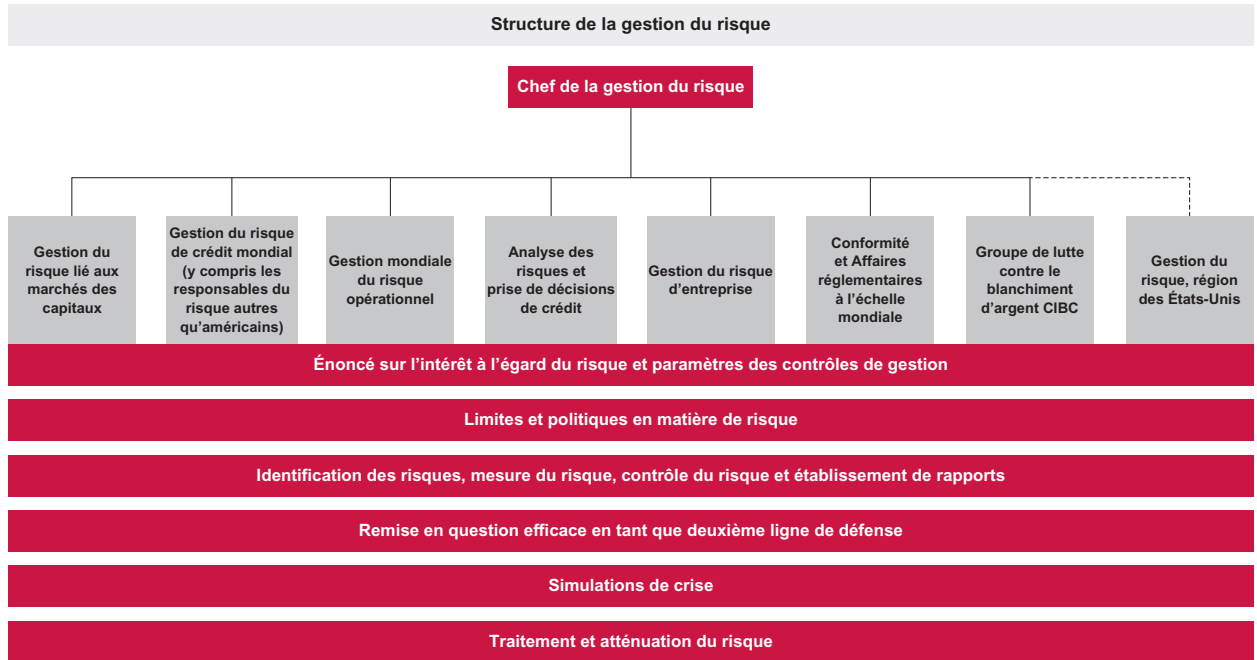 Structure de la gestion du risque
Chef de la gestion du risque
Gestion du
risque lié aux
marchés des
capitaux
Gestion du risque
de crédit mondial
(y compris les
responsables du
risque autres
qu’américains)
Gestion mondiale
du risque
opérationnel
Analyse des
risques et
prise de décisions
de crédit
Gestion du risque
d’entreprise
Conformité
et Affaires
réglementaires
à l’échelle
mondiale
Groupe de lutte
contre le
blanchiment
d’argent CIBC
Gestion du
risque, région
des États-Unis
Énoncé sur l’intérêt à l’égard du risque et paramètres des contrôles de gestion
Limites et politiques en matière de risque
Identification des risques, mesure du risque, contrôle du risque et établissement de rapports
Remise en question efficace en tant que deuxième ligne de défense
Simulations de crise
Traitement et atténuation du risque